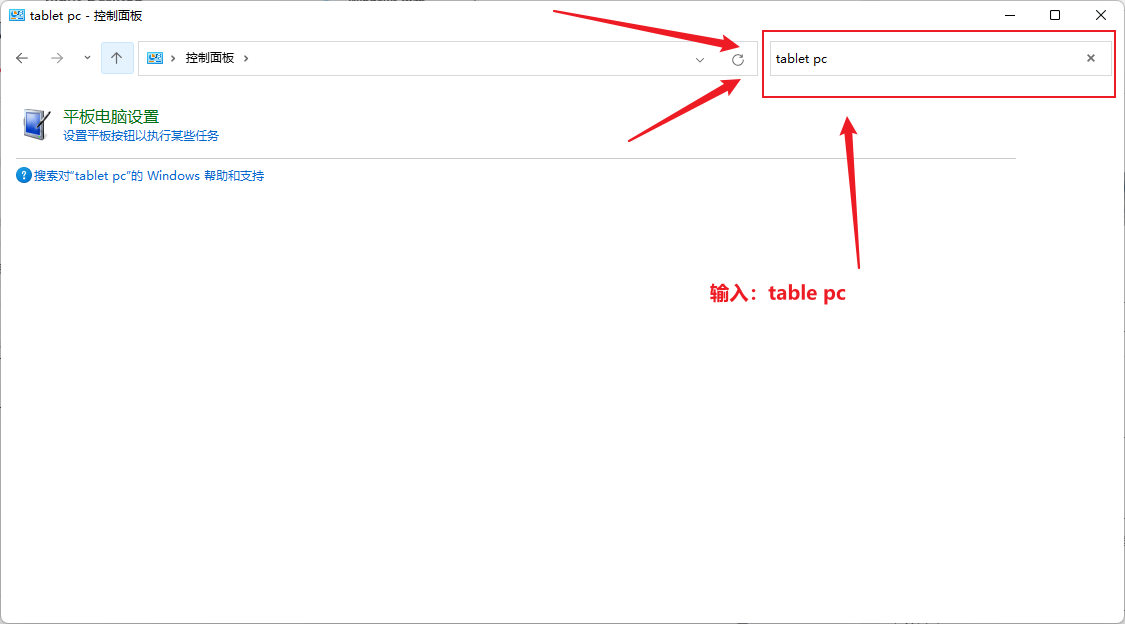 tablet pc - 控制面板
控制面板
tablet pc
平板电脑设置
设置平板按钮以执行某些任务
搜索对"tablet pc"的 Windows 帮助和支持
输入：table pc